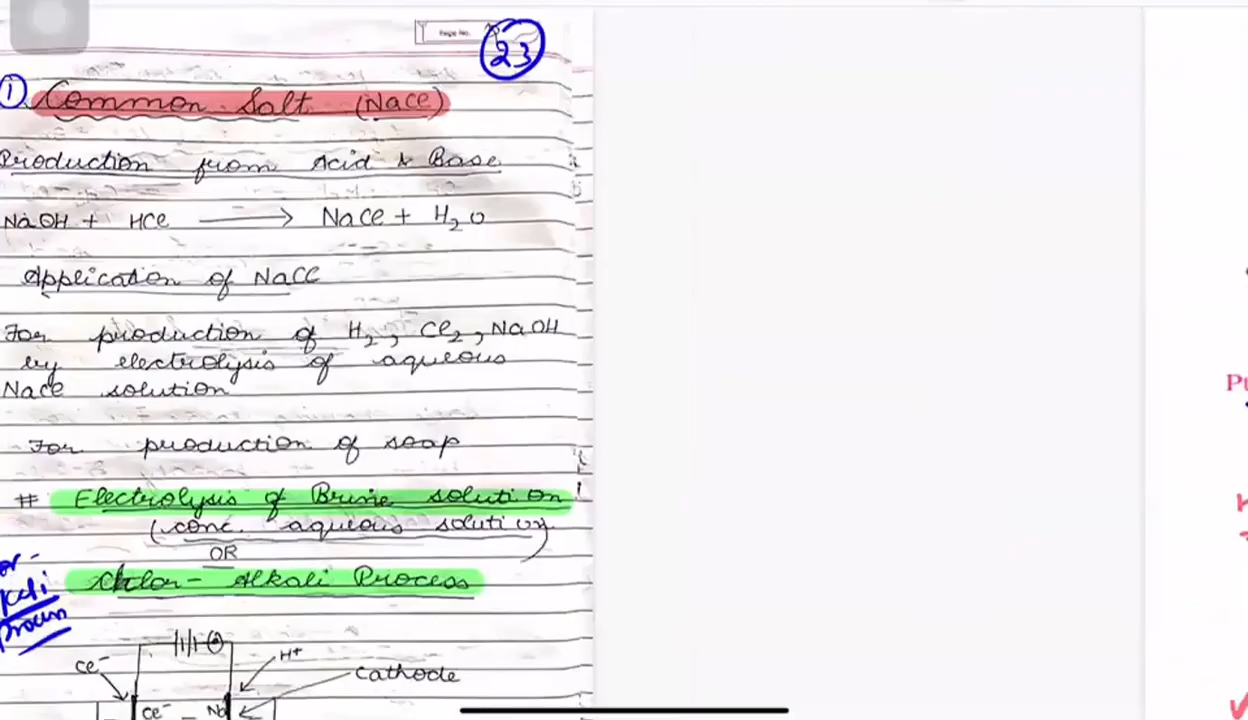 Page No.
23
1 Common Salt (NaCl)
Production from Acid & Base
NaOH + HCl ⟶ NaCl + H₂O
Application of NaCl
For production of H₂, Cl₂, NaOH
by electrolysis of aqueous
NaCl solution
For production of soap
# Electrolysis of Brine solution
(conc. aqueous solution)
OR
Chlor-Alkali Process
Cl⁻
H⁺
Cathode
Cl⁻
Na